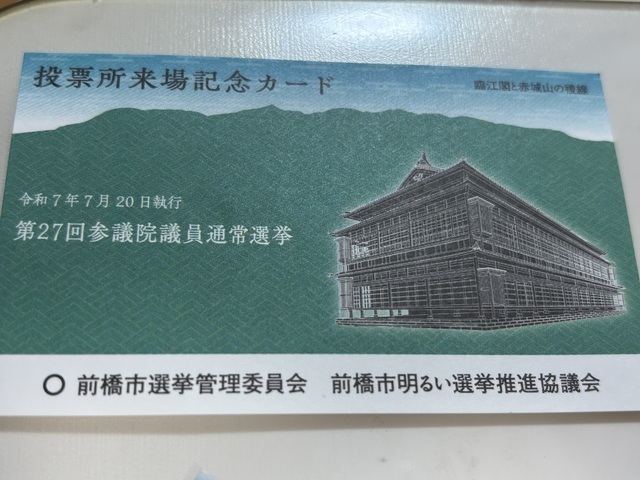 投票所来場記念カード
臨江閣と赤城山の稜線
令和7年7月20日執行
第27回参議院議員通常選挙
前橋市選挙管理委員会　前橋市明るい選挙推進協議会